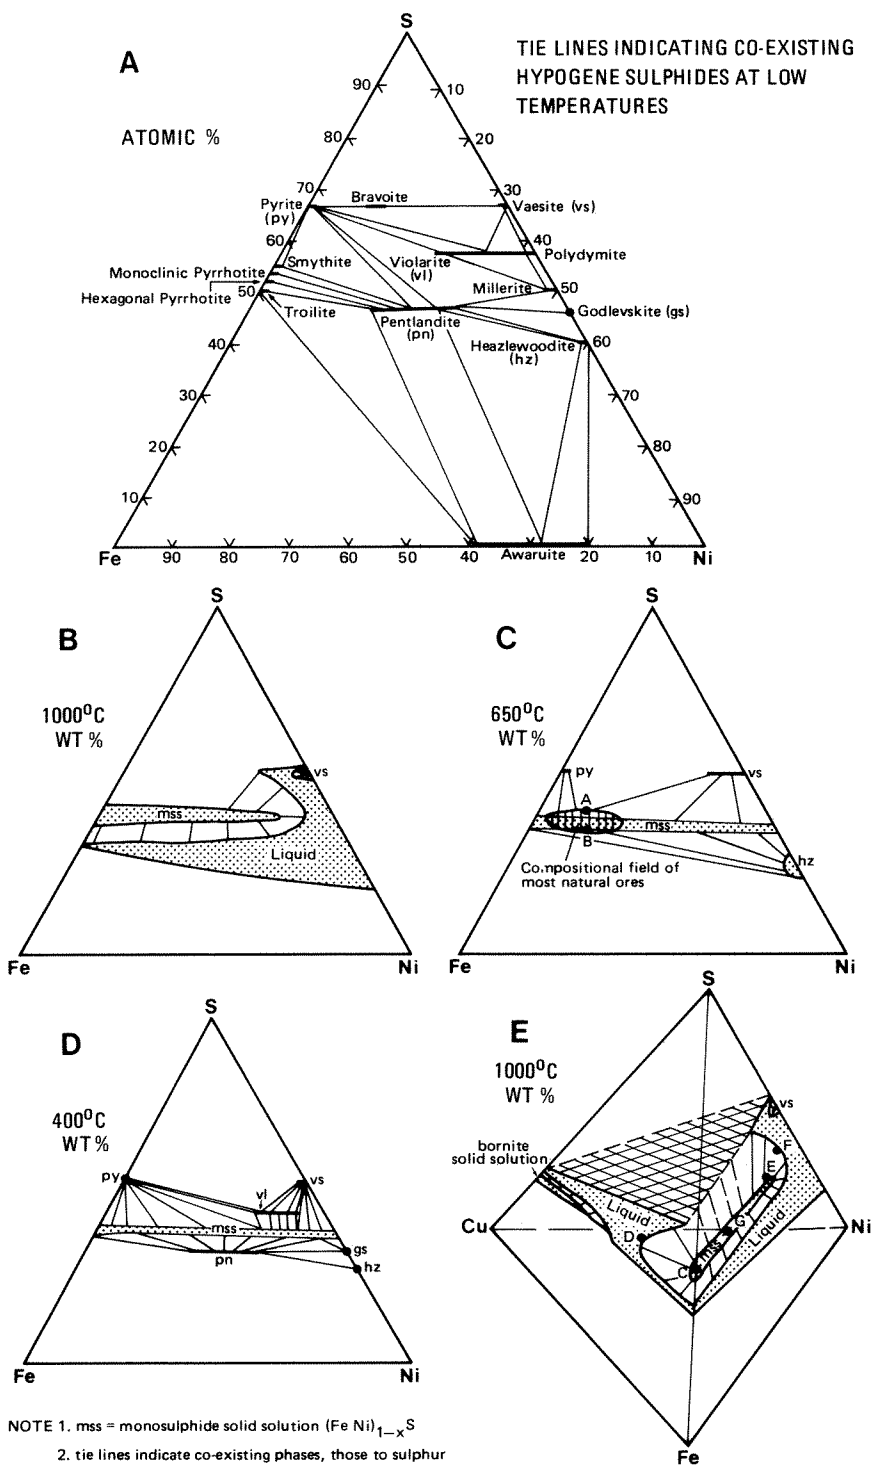 A
S
TIE LINES INDICATING CO-EXISTING
HYPOGENE SULPHIDES AT LOW
TEMPERATURES
ATOMIC %
90
10
80
20
70
30
Pyrite
(py)
Bravoite
Vaesite (vs)
60
40
Smythite
Violarite
(vl)
Polydymite
Monoclinic Pyrrhotite
Hexagonal Pyrrhotite
50
Millerite
50
Troilite
Pentlandite
(pn)
Godlevskite (gs)
40
Heazlewoodite
(hz)
60
30
70
20
80
10
90
Fe
90
80
70
60
50
40
Awaruite
20
10
Ni
B
S
1000⁰C
WT %
vs
mss
Liquid
Fe
Ni
C
S
650⁰C
WT %
py
vs
A
mss
B
hz
Compositional field of
most natural ores
Fe
Ni
D
S
400⁰C
WT %
py
vl
vs
mss
pn
gs
hz
Fe
Ni
E
S
1000⁰C
WT %
vs
bornite
solid solution
F
E
Liquid
G
Liquid
D
mss
C
Cu
Ni
Fe
NOTE 1. mss = monosulphide solid solution (Fe Ni)1–xS
2. tie lines indicate co-existing phases, those to sulphur